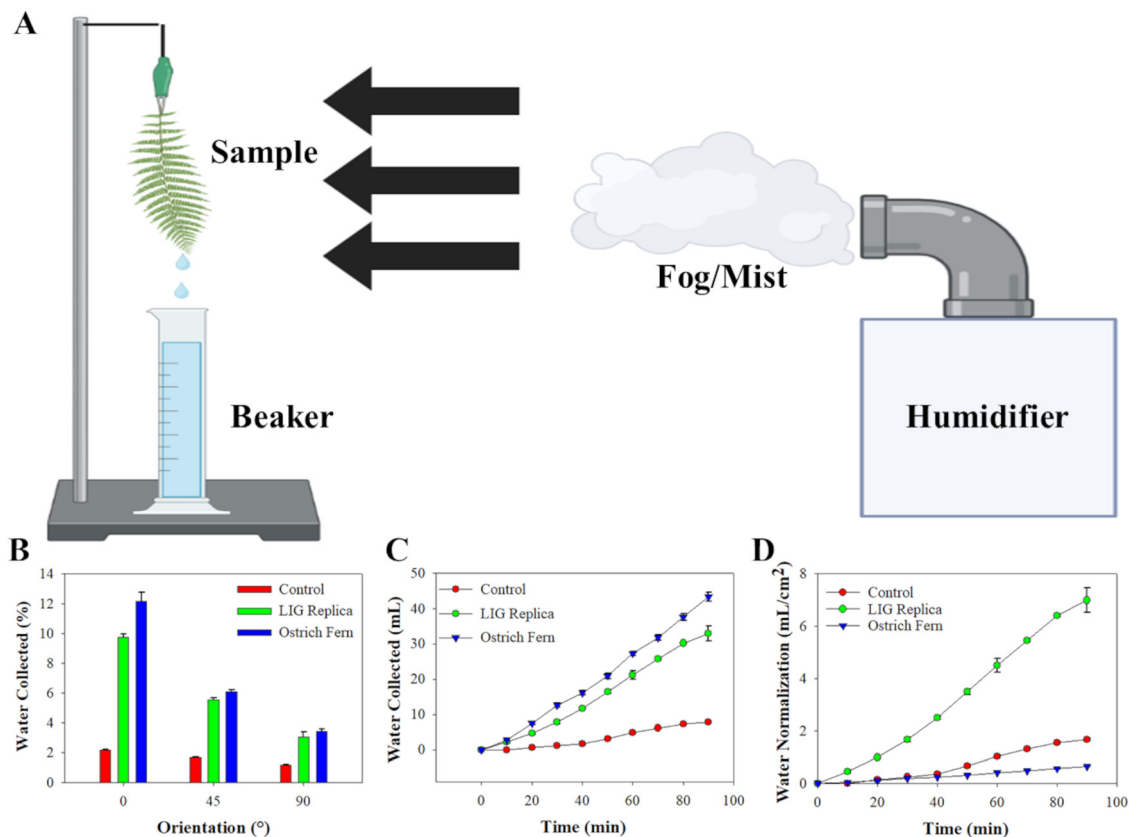 A
Sample
Fog/Mist
Beaker
Humidifier
B
Water Collected (%)
14
12
10
8
6
4
2
0
Control
LIG Replica
Ostrich Fern
0 45 90
Orientation (°)
C
Water Collected (mL)
50
40
30
20
10
0
Control
LIG Replica
Ostrich Fern
0 20 40 60 80 100
Time (min)
D
Water Normalization (mL/cm²)
8
6
4
2
0
Control
LIG Replica
Ostrich Fern
0 20 40 60 80 100
Time (min)